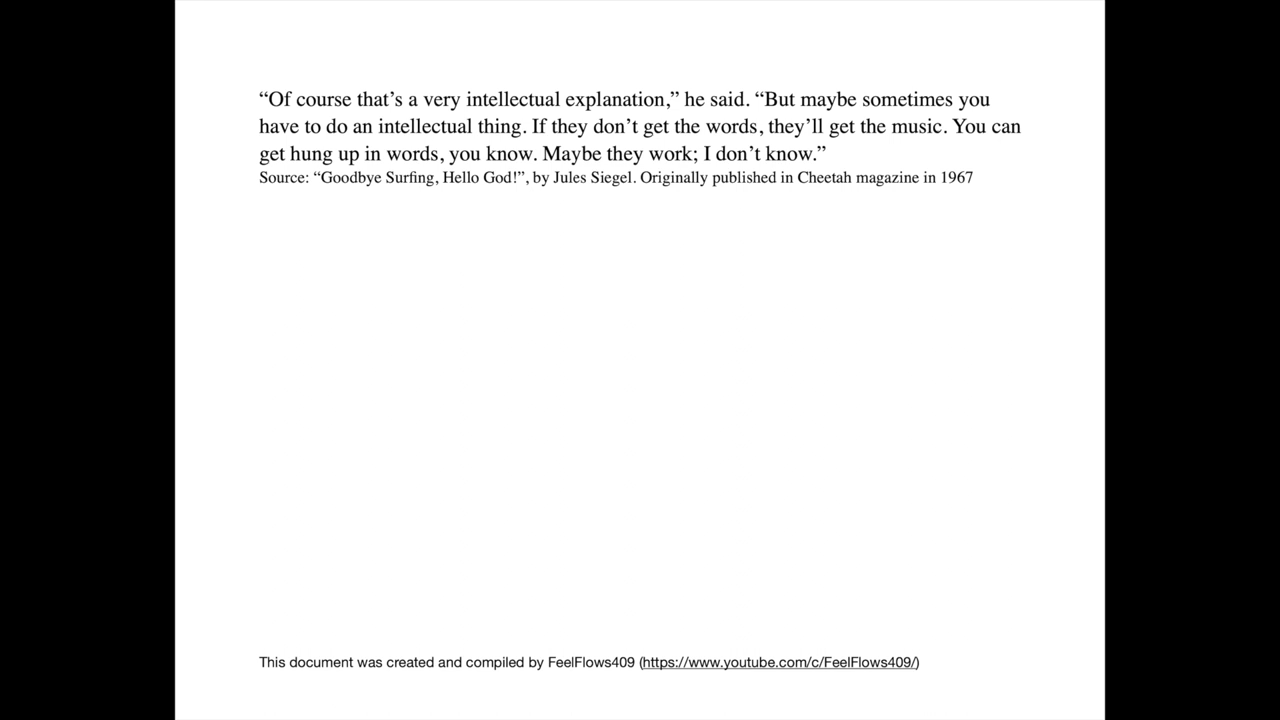 “Of course that’s a very intellectual explanation,” he said. “But maybe sometimes you
have to do an intellectual thing. If they don’t get the words, they’ll get the music. You can
get hung up in words, you know. Maybe they work; I don’t know.”
Source: “Goodbye Surfing, Hello God!”, by Jules Siegel. Originally published in Cheetah magazine in 1967
This document was created and compiled by FeelFlows409 (https://www.youtube.com/c/FeelFlows409/)